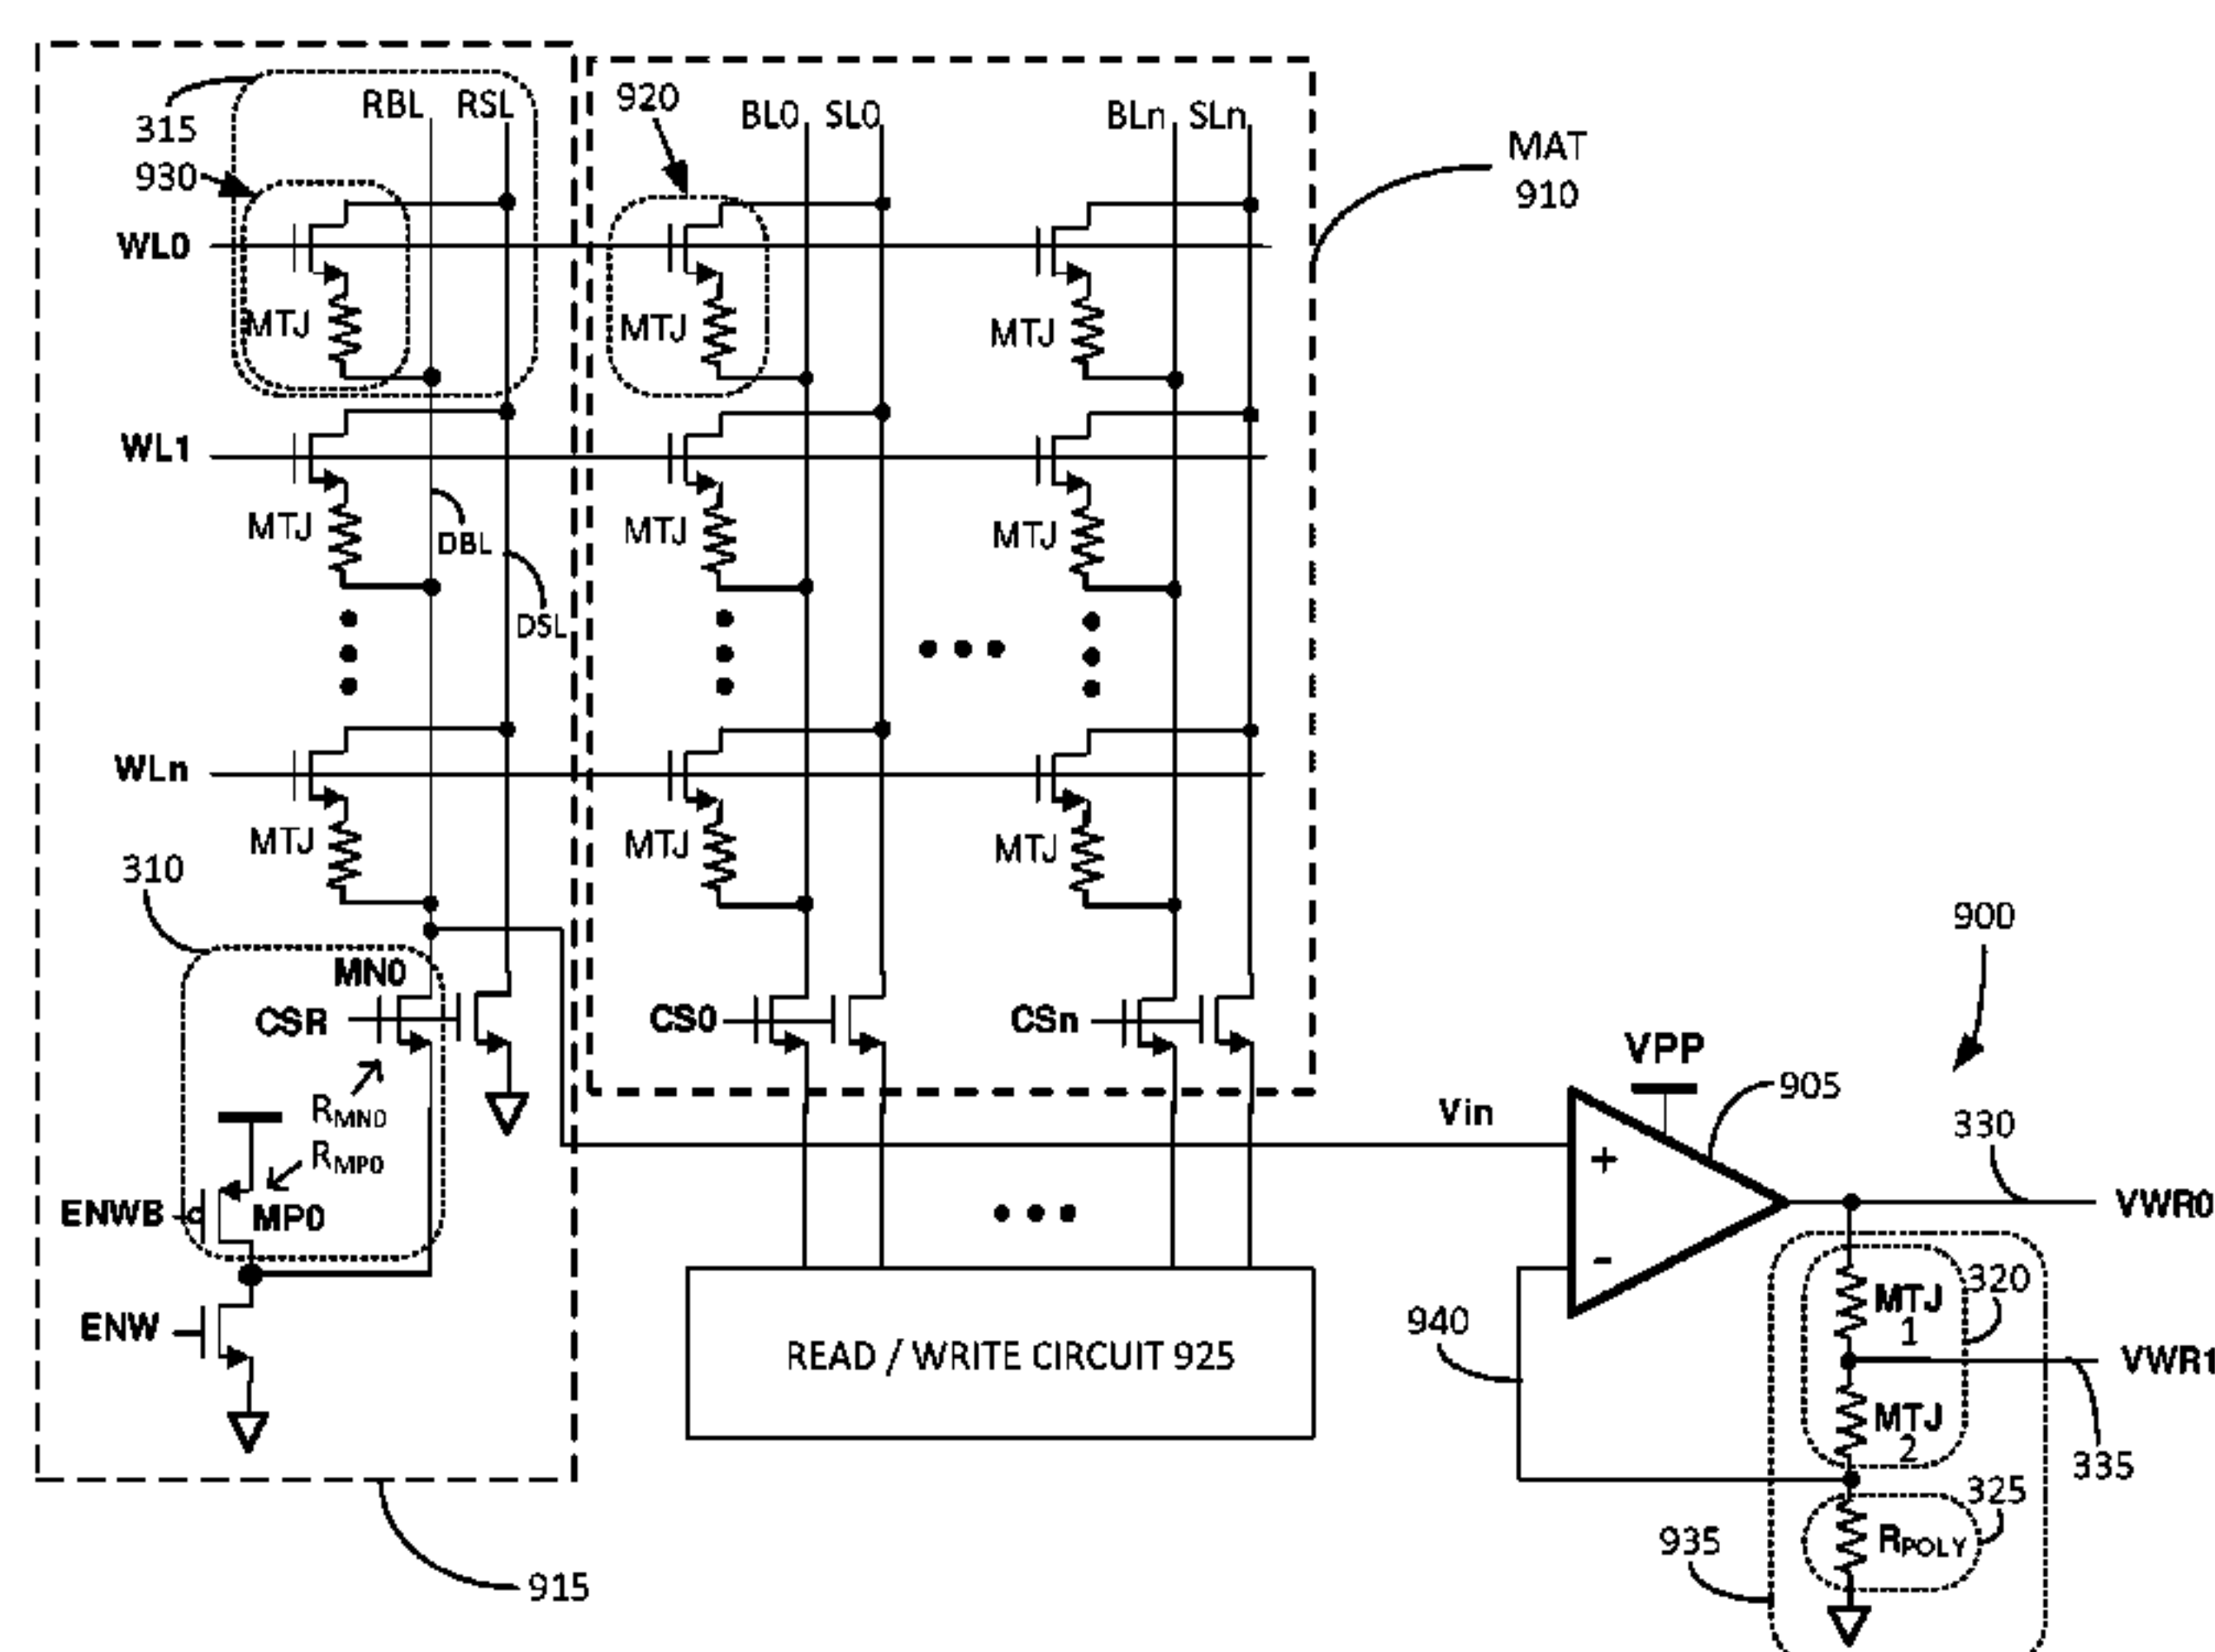 RBL RSL
920
BL0 SL0
BLn SLn
315
MAT
910
930
WL0
MTJ
MTJ
MTJ
WL1
MTJ
DBL
MTJ
MTJ
DSL
WLn
MTJ
MTJ
MTJ
310
900
MN0
CSR
CS0
CSn
VPP
905
RMN0
Vin
330
RMP0
ENWB
MP0
VWR0
+
-
320
MTJ
1
ENW
READ / WRITE CIRCUIT 925
940
VWR1
MTJ
2
335
325
RPOLY
935
915